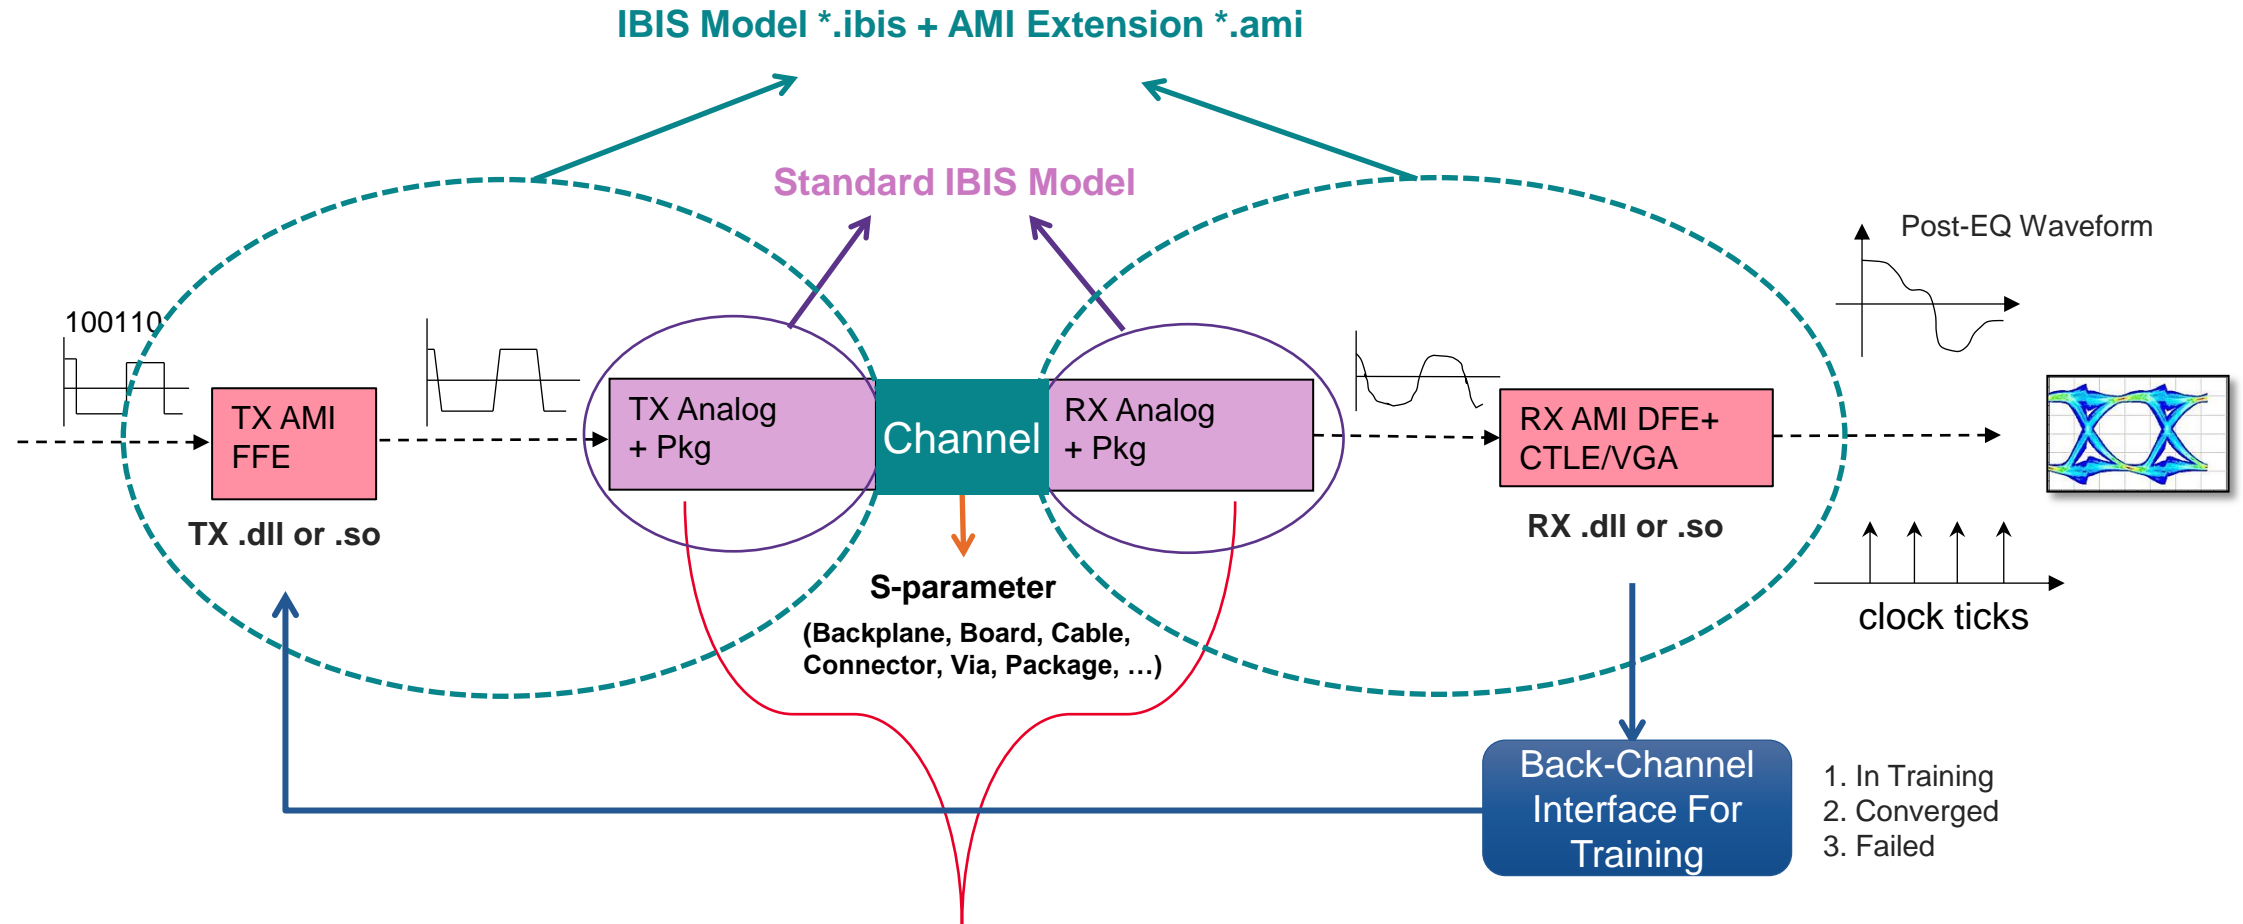 IBIS Model *.ibis + AMI Extension *.ami
Standard IBIS Model
Post-EQ Waveform
100110
TX AMI
FFE
TX Analog
+ Pkg
Channel
RX Analog
+ Pkg
RX AMI DFE+
CTLE/VGA
TX .dll or .so
RX .dll or .so
S-parameter
(Backplane, Board, Cable,
Connector, Via, Package, …)
clock ticks
Back-Channel
Interface For
Training
1. In Training
2. Converged
3. Failed